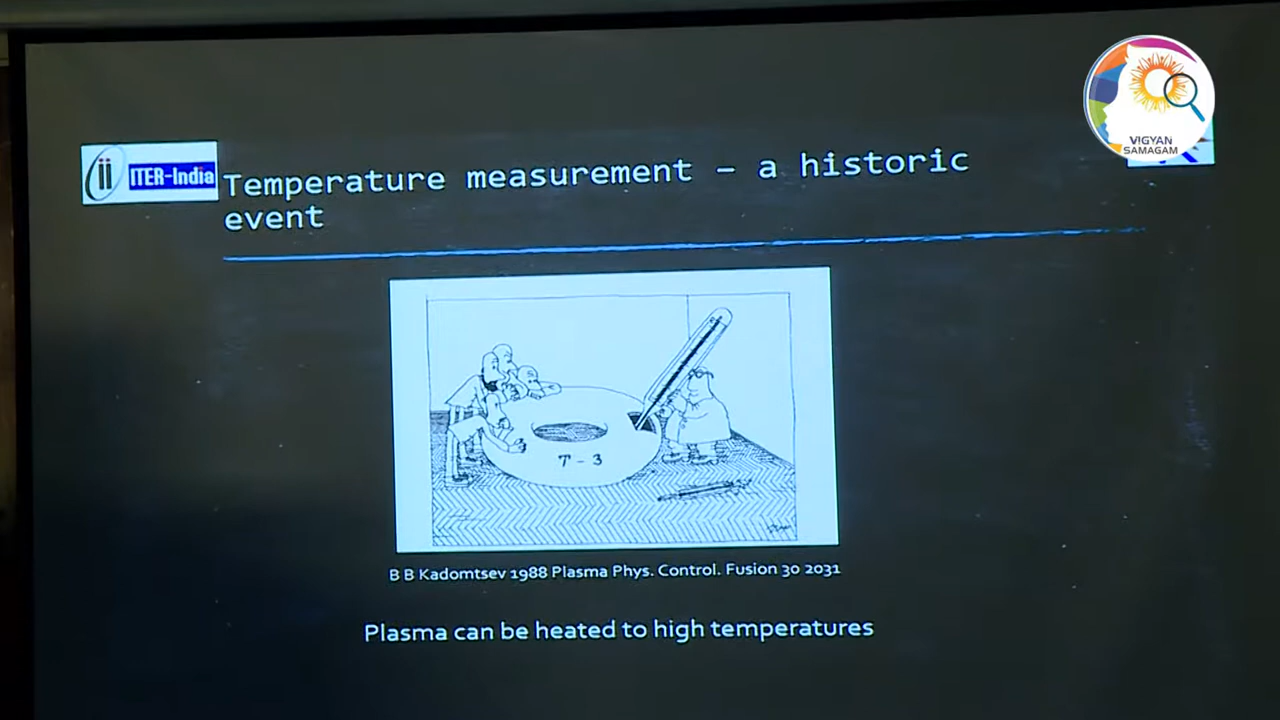 VIGYAN
SAMAGAM
ITER-India
Temperature measurement – a historic
event
T-3
B B Kadomtsev 1988 Plasma Phys. Control. Fusion 30 2031
Plasma can be heated to high temperatures